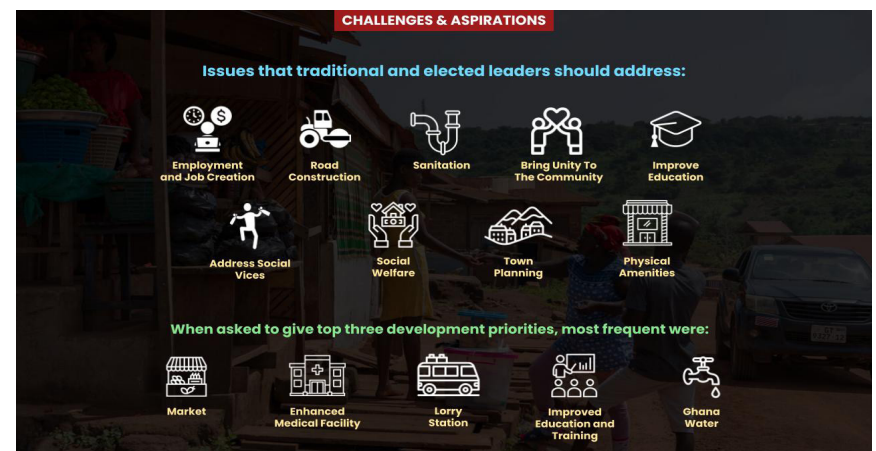 CHALLENGES & ASPIRATIONS
Issues that traditional and elected leaders should address:
Employment
and Job Creation
Road
Construction
Sanitation
Bring Unity To
The Community
Improve
Education
Address Social
Vices
Social
Welfare
Town
Planning
Physical
Amenities
When asked to give top three development priorities, most frequent were:
Market
Enhanced
Medical Facility
Lorry
Station
Improved
Education and
Training
Ghana
Water